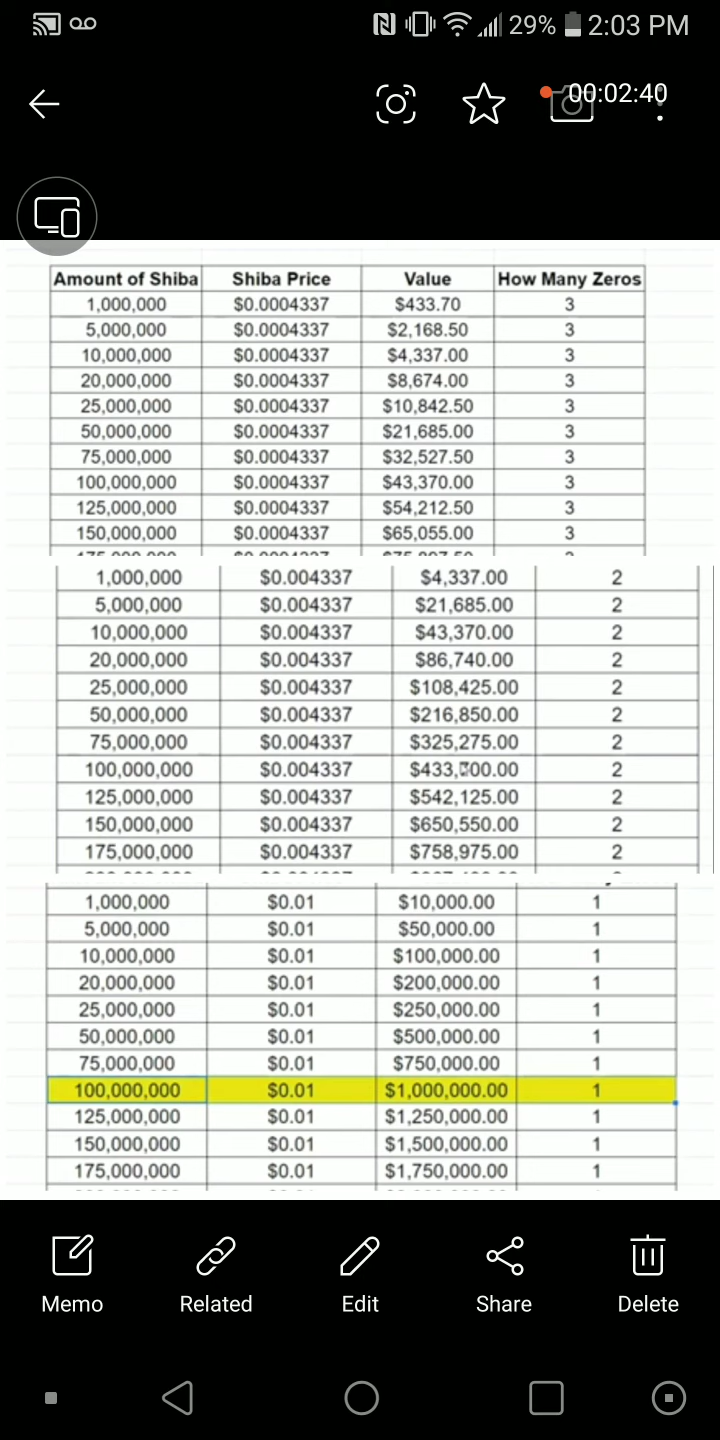 29% 2:03 PM
00:02:40
Amount of Shiba Shiba Price Value How Many Zeros
1,000,000 $0.0004337 $433.70 3
5,000,000 $0.0004337 $2,168.50 3
10,000,000 $0.0004337 $4,337.00 3
20,000,000 $0.0004337 $8,674.00 3
25,000,000 $0.0004337 $10,842.50 3
50,000,000 $0.0004337 $21,685.00 3
75,000,000 $0.0004337 $32,527.50 3
100,000,000 $0.0004337 $43,370.00 3
125,000,000 $0.0004337 $54,212.50 3
150,000,000 $0.0004337 $65,055.00 3
1,000,000 $0.004337 $4,337.00 2
5,000,000 $0.004337 $21,685.00 2
10,000,000 $0.004337 $43,370.00 2
20,000,000 $0.004337 $86,740.00 2
25,000,000 $0.004337 $108,425.00 2
50,000,000 $0.004337 $216,850.00 2
75,000,000 $0.004337 $325,275.00 2
100,000,000 $0.004337 2
125,000,000 $0.004337 $542,125.00 2
150,000,000 $0.004337 $650,550.00 2
175,000,000 $0.004337 $758,975.00 2
1,000,000 $0.01 $10,000.00 1
5,000,000 $0.01 $50,000.00 1
10,000,000 $0.01 $100,000.00 1
20,000,000 $0.01 $200,000.00 1
25,000,000 $0.01 $250,000.00 1
50,000,000 $0.01 $500,000.00 1
75,000,000 $0.01 $750,000.00 1
100,000,000 $0.01 $1,000,000.00 1
125,000,000 $0.01 $1,250,000.00 1
150,000,000 $0.01 $1,500,000.00 1
175,000,000 $0.01 $1,750,000.00 1
Memo Related Edit Share Delete